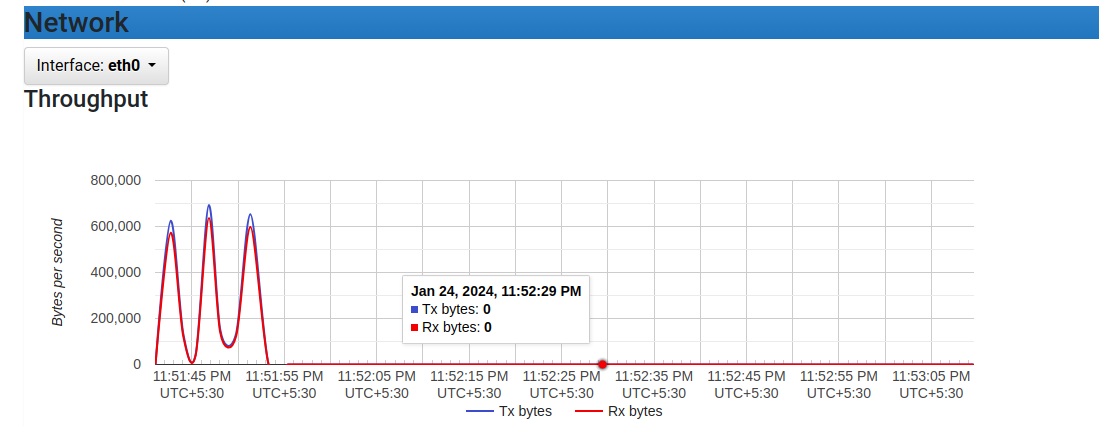 Network
Interface: eth0
Throughput
800,000
600,000
400,000
200,000
0
Bytes per second
Jan 24, 2024, 11:52:29 PM
Tx bytes: 0
Rx bytes: 0
11:51:45 PM 11:51:55 PM 11:52:05 PM 11:52:15 PM 11:52:25 PM 11:52:35 PM 11:52:45 PM 11:52:55 PM 11:53:05 PM
UTC+5:30 UTC+5:30 UTC+5:30 UTC+5:30 UTC+5:30 UTC+5:30 UTC+5:30 UTC+5:30 UTC+5:30
Tx bytes Rx bytes